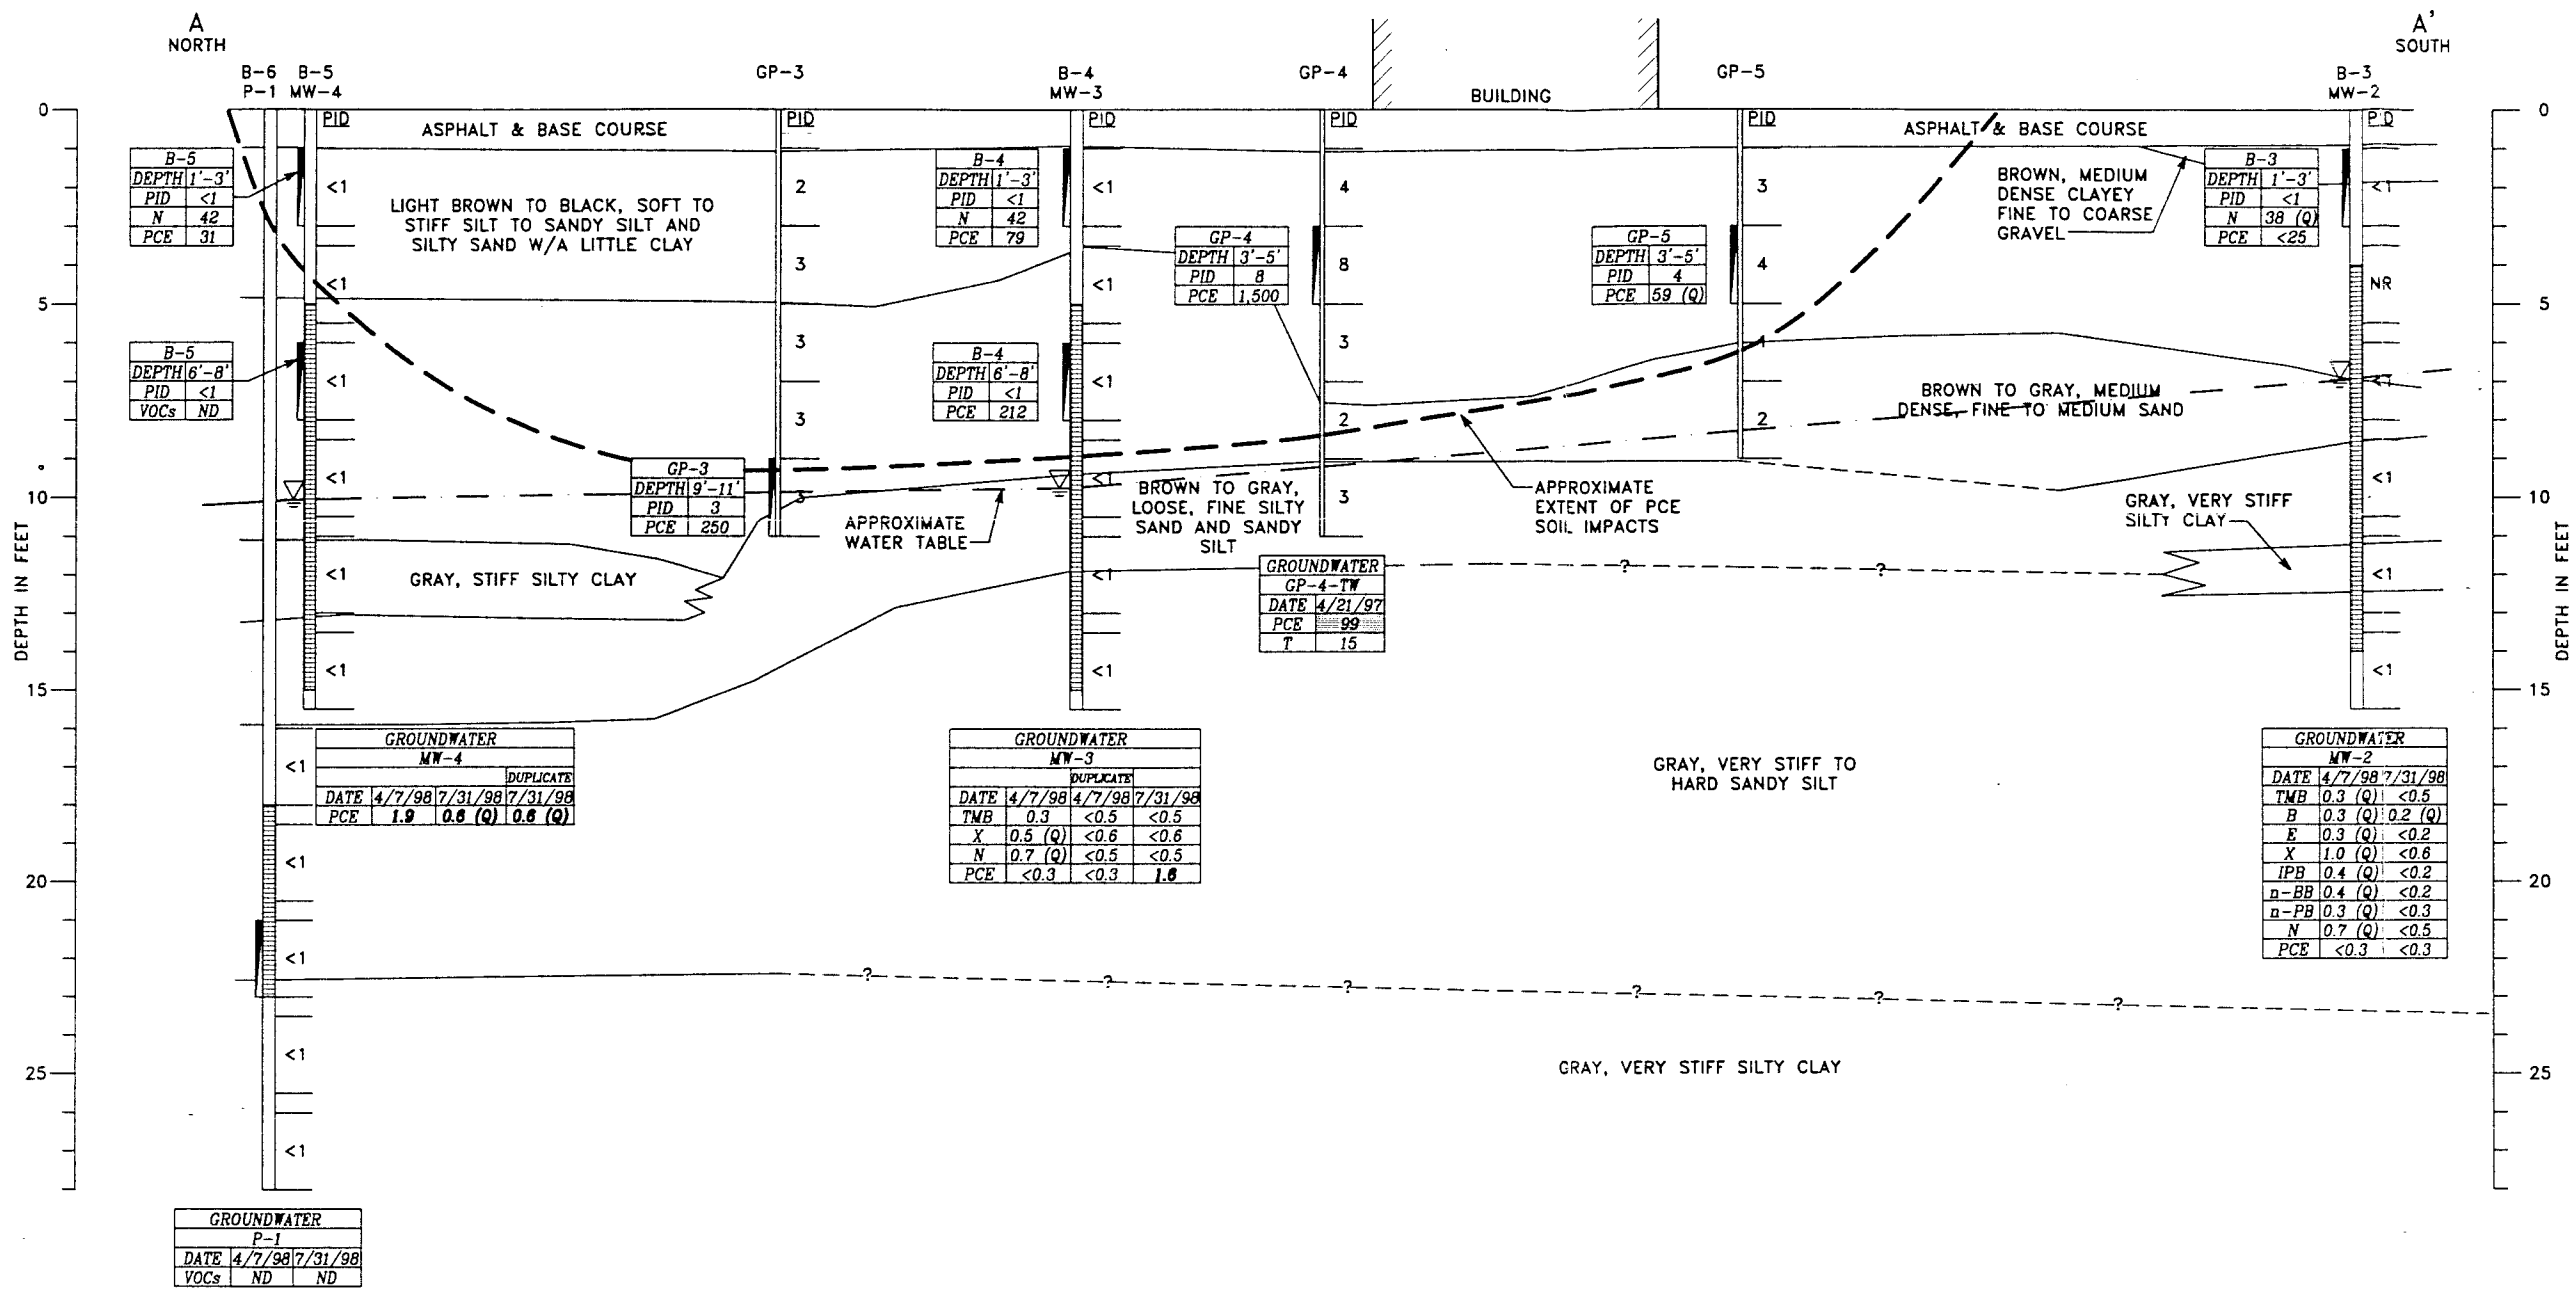 A
NORTH
A'
SOUTH
B-6
P-1
B-5
MW-4
GP-3
B-4
MW-3
GP-4
BUILDING
GP-5
B-3
MW-2
0
5
10
15
20
25
DEPTH IN FEET
0
5
10
15
20
25
DEPTH IN FEET
PID
PID
PID
PID
PID
PID
ASPHALT & BASE COURSE
ASPHALT & BASE COURSE
B-5
DEPTH 1'-3'
PID <1
N 42
PCE 31
B-5
DEPTH 6'-8'
PID <1
VOCs ND
<1
<1
<1
<1
<1
<1
LIGHT BROWN TO BLACK, SOFT TO
STIFF SILT TO SANDY SILT AND
SILTY SAND W/A LITTLE CLAY
2
3
3
3
3
GP-3
DEPTH 9'-11'
PID 3
PCE 250
B-4
DEPTH 1'-3'
PID <1
N 42
PCE 79
B-4
DEPTH 6'-8'
PID <1
PCE 212
<1
<1
<1
<1
<1
<1
GP-4
DEPTH 3'-5'
PID 8
PCE 1,500
4
8
3
2
3
GP-5
DEPTH 3'-5'
PID 4
PCE 59 (Q)
3
4
2
BROWN, MEDIUM
DENSE CLAYEY
FINE TO COARSE
GRAVEL
B-3
DEPTH 1'-3'
PID <1
N 38 (Q)
PCE <25
<1
NR
<1
<1
<1
<1
BROWN TO GRAY, MEDIUM
DENSE, FINE TO MEDIUM SAND
APPROXIMATE
WATER TABLE
BROWN TO GRAY,
LOOSE, FINE SILTY
SAND AND SANDY
SILT
APPROXIMATE
EXTENT OF PCE
SOIL IMPACTS
GRAY, VERY STIFF
SILTY CLAY
GRAY, STIFF SILTY CLAY
GROUNDWATER
GP-4-TW
DATE 4/21/97
PCE 99
T 15
? ?
GROUNDWATER
MW-4
DUPLICATE
DATE 4/7/98 7/31/98 7/31/98
PCE 1.9 0.6 (Q) 0.6 (Q)
GROUNDWATER
MW-3
DUPLICATE
DATE 4/7/98 4/7/98 7/31/98
TMB 0.3 <0.5 <0.5
X 0.5 (Q) <0.6 <0.6
N 0.7 (Q) <0.5 <0.5
PCE <0.3 <0.3 1.6
GRAY, VERY STIFF TO
HARD SANDY SILT
GROUNDWATER
MW-2
DATE 4/7/98 7/31/98
TMB 0.3 (Q) <0.5
B 0.3 (Q) 0.2 (Q)
E 0.3 (Q) <0.2
X 1.0 (Q) <0.6
IPB 0.4 (Q) <0.2
n-BB 0.4 (Q) <0.2
n-PB 0.3 (Q) <0.3
N 0.7 (Q) <0.5
PCE <0.3 <0.3
<1
<1
<1
<1
<1
? ? ? ? ? ?
GRAY, VERY STIFF SILTY CLAY
GROUNDWATER
P-1
DATE 4/7/98 7/31/98
VOCs ND ND